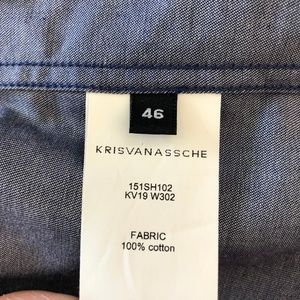 46
KRISVANASSCHE
151SH102
KV19 W302
FABRIC
100% cotton